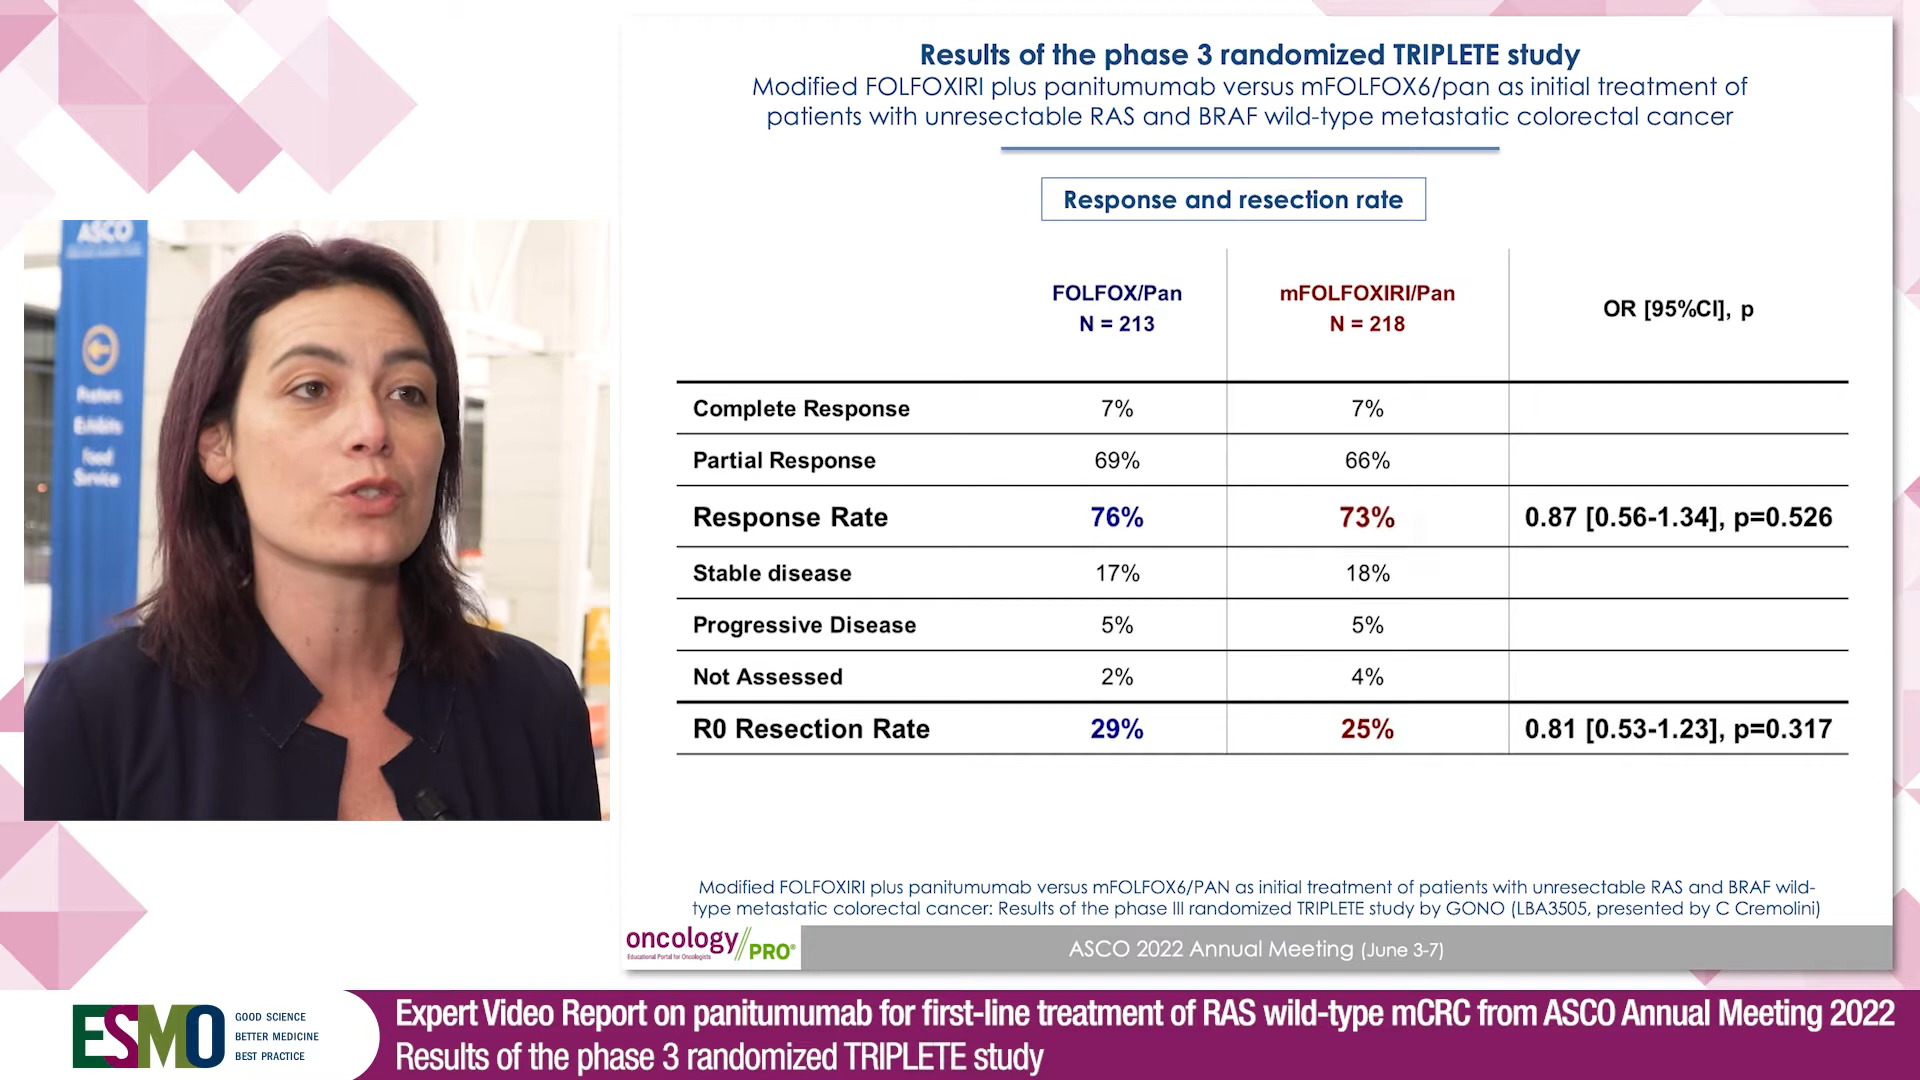 Results of the phase 3 randomized TRIPLETE study
Modified FOLFOXIRI plus panitumumab versus mFOLFOX6/pan as initial treatment of
patients with unresectable RAS and BRAF wild-type metastatic colorectal cancer
Response and resection rate
FOLFOX/Pan mFOLFOXIRI/Pan OR [95%CI], p
N = 213 N = 218
Complete Response 7% 7%
Partial Response 69% 66%
Response Rate 76% 73% 0.87 [0.56-1.34], p=0.526
Stable disease 17% 18%
Progressive Disease 5% 5%
Not Assessed 2% 4%
R0 Resection Rate 29% 25% 0.81 [0.53-1.23], p=0.317
Modified FOLFOXIRI plus panitumumab versus mFOLFOX6/PAN as initial treatment of patients with unresectable RAS and BRAF wild-
type metastatic colorectal cancer: Results of the phase III randomized TRIPLETE study by GONO (LBA3505, presented by C Cremolini)
oncology//PRO®
Educational Portal for Oncologists
ASCO 2022 Annual Meeting (June 3-7)
ASCO
Posters
Exhibits
Food
Service
ESMO
GOOD SCIENCE
BETTER MEDICINE
BEST PRACTICE
Expert Video Report on panitumumab for first-line treatment of RAS wild-type mCRC from ASCO Annual Meeting 2022
Results of the phase 3 randomized TRIPLETE study